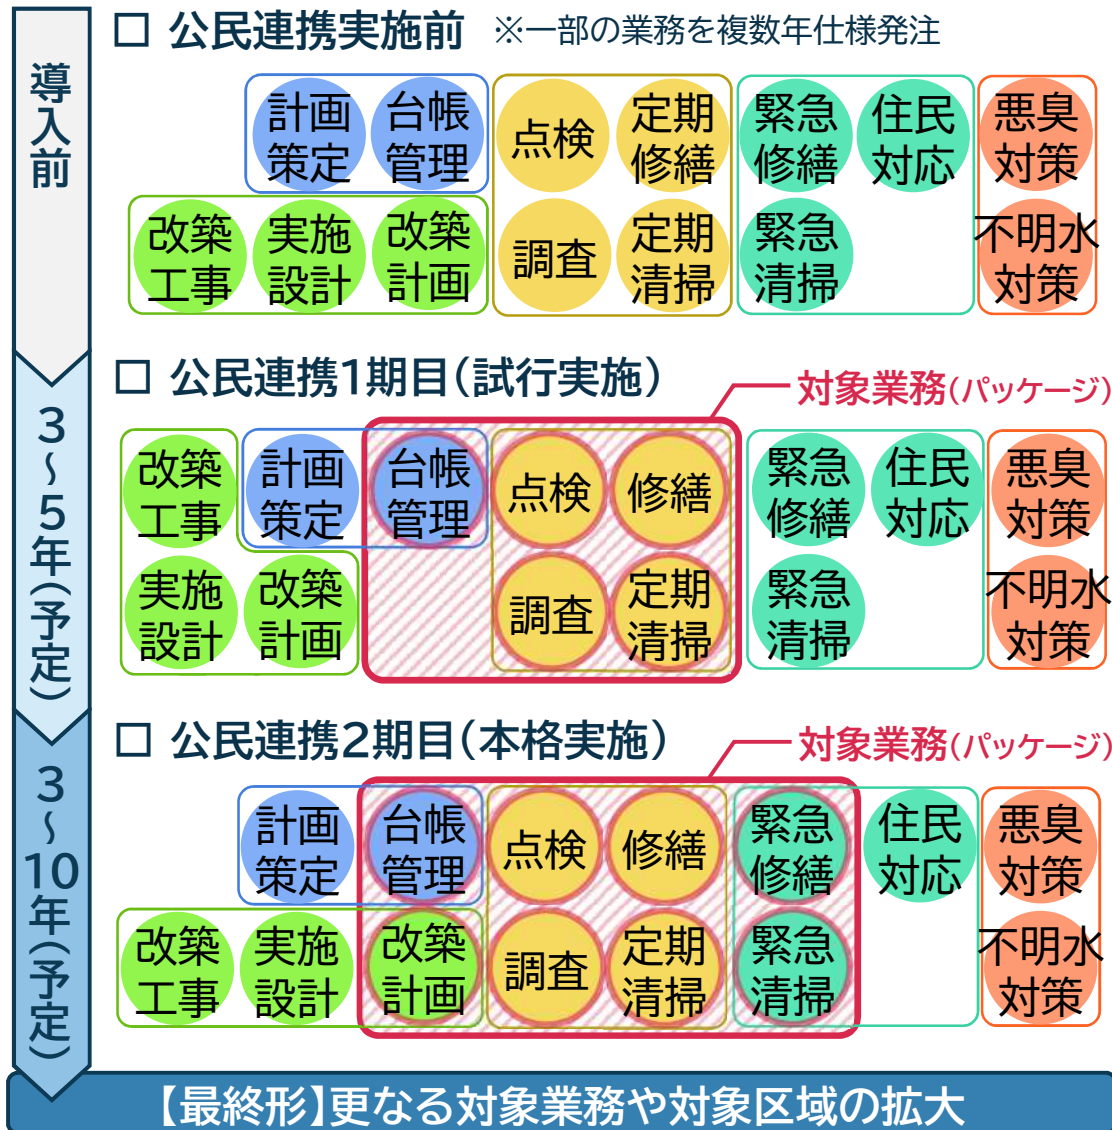 導入前
□ 公民連携実施前 ※一部の業務を複数年仕様発注
計画
策定
台帳
管理
点検
定期
修繕
緊急
修繕
住民
対応
悪臭
対策
改築
工事
実施
設計
改築
計画
調査
定期
清掃
緊急
清掃
不明水
対策
3～5年(予定)
□ 公民連携1期目(試行実施)
対象業務(パッケージ)
改築
工事
計画
策定
台帳
管理
点検
修繕
緊急
修繕
住民
対応
悪臭
対策
実施
設計
改築
計画
調査
定期
清掃
緊急
清掃
不明水
対策
3～10年(予定)
□ 公民連携2期目(本格実施)
対象業務(パッケージ)
計画
策定
台帳
管理
点検
修繕
緊急
修繕
住民
対応
悪臭
対策
改築
工事
実施
設計
改築
計画
調査
定期
清掃
緊急
清掃
不明水
対策
【最終形】更なる対象業務や対象区域の拡大